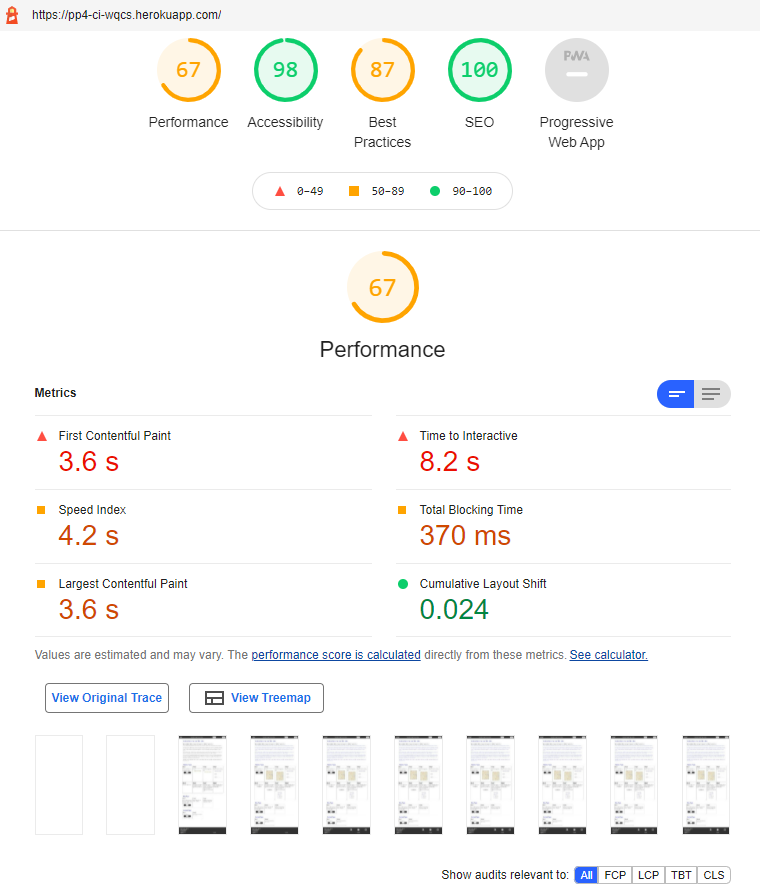 https://pp4-ci-wqcs.herokuapp.com/
67 98 87 100 PWA
Performance Accessibility Best Practices SEO Progressive Web App
0–49 50–89 90–100
67
Performance
Metrics
First Contentful Paint
3.6 s
Time to Interactive
8.2 s
Speed Index
4.2 s
Total Blocking Time
370 ms
Largest Contentful Paint
3.6 s
Cumulative Layout Shift
0.024
Values are estimated and may vary. The performance score is calculated directly from these metrics. See calculator.
View Original Trace View Treemap
Show audits relevant to: All FCP LCP TBT CLS